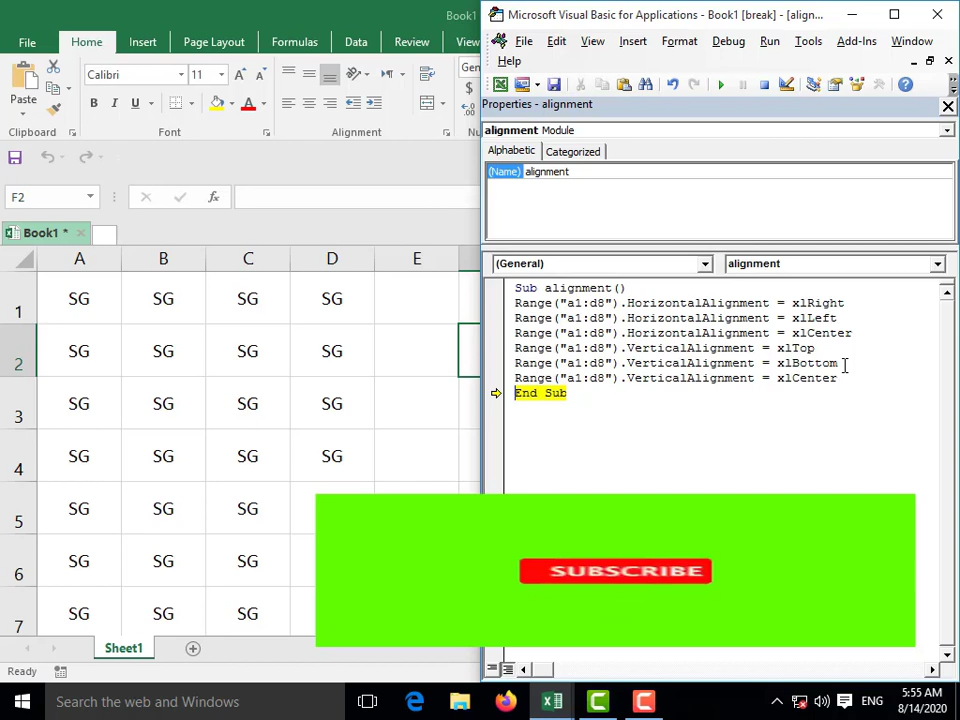 Book1
Microsoft Visual Basic for Applications - Book1 [break] - [align...
File Home Insert Page Layout Formulas Data Review View
File Edit View Insert Format Debug Run Tools Add-Ins Window
Help
Paste
Calibri 11
B I U A
Gen
$
Clipboard Font Alignment
Properties - alignment
alignment Module
Alphabetic Categorized
(Name) alignment
F2
fx
Book1 *
(General) alignment
A B C D E
1 SG SG SG SG
2 SG SG SG SG
3 SG SG SG SG
4 SG SG SG SG
5 SG SG SG
6 SG SG SG
7 SG SG SG
Sub alignment()
Range("a1:d8").HorizontalAlignment = xlRight
Range("a1:d8").HorizontalAlignment = xlLeft
Range("a1:d8").HorizontalAlignment = xlCenter
Range("a1:d8").VerticalAlignment = xlTop
Range("a1:d8").VerticalAlignment = xlBottom
Range("a1:d8").VerticalAlignment = xlCenter
End Sub
SUBSCRIBE
Sheet1
Ready
Search the web and Windows
ENG
5:55 AM
8/14/2020